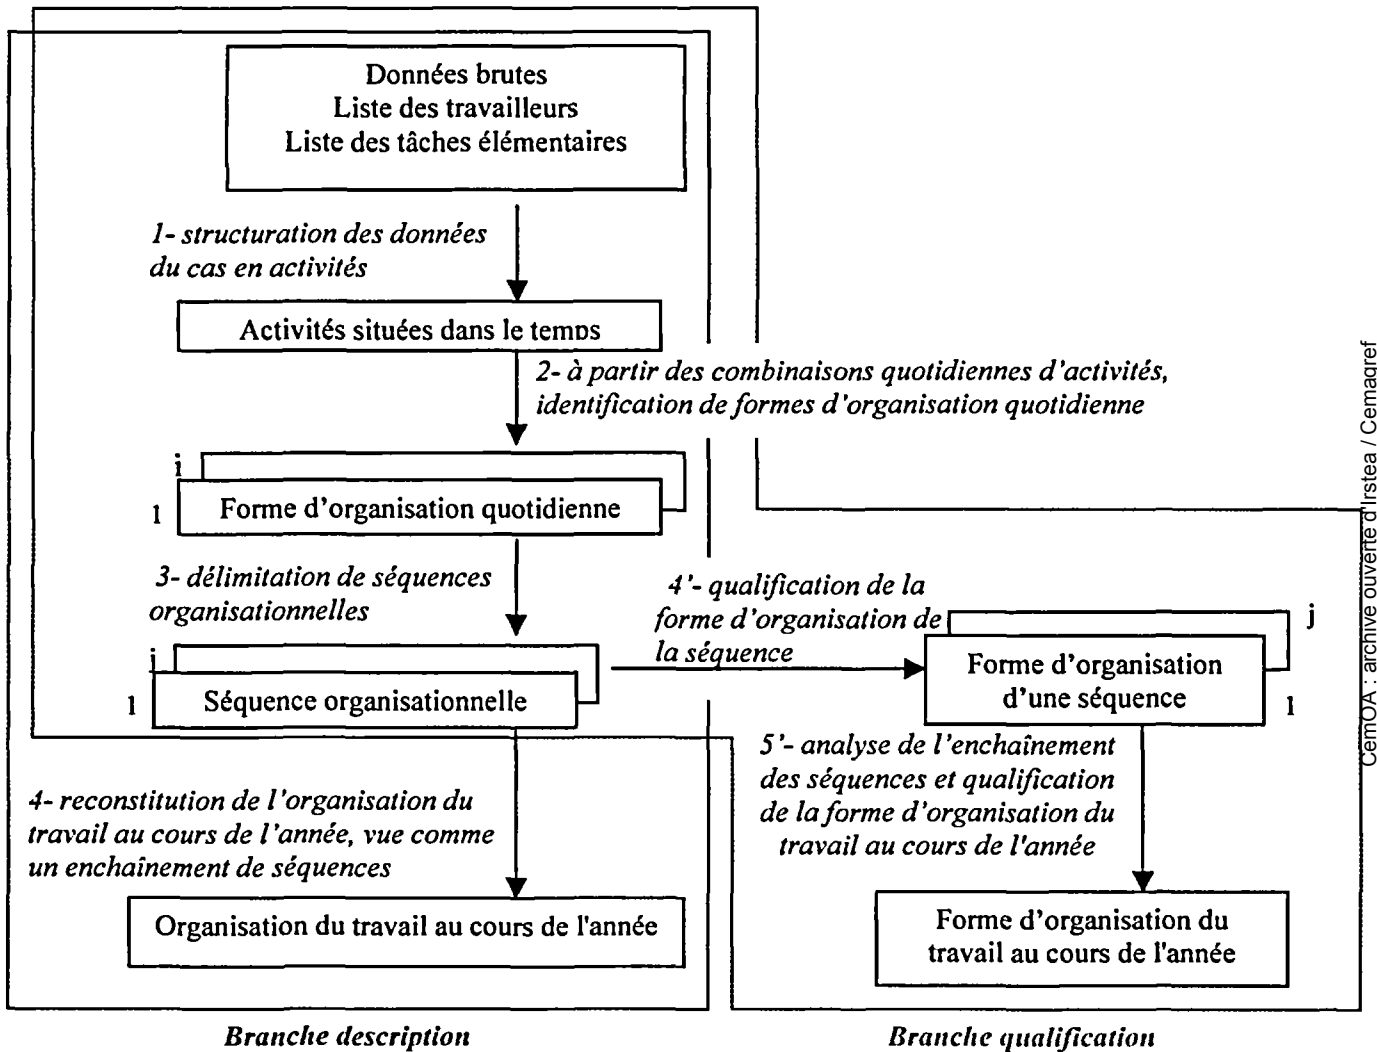 Données brutes
Liste des travailleurs
Liste des tâches élémentaires
1- structuration des données
du cas en activités
Activités situées dans le temps
2- à partir des combinaisons quotidiennes d'activités,
identification de formes d'organisation quotidienne
i
1
Forme d'organisation quotidienne
3- délimitation de séquences
organisationnelles
4'- qualification de la
forme d'organisation de
la séquence
j
1
Séquence organisationnelle
j
Forme d'organisation
d'une séquence
1
4- reconstitution de l'organisation du
travail au cours de l'année, vue comme
un enchaînement de séquences
5'- analyse de l'enchaînement
des séquences et qualification
de la forme d'organisation du
travail au cours de l'année
Organisation du travail au cours de l'année
Forme d'organisation du
travail au cours de l'année
Branche description
Branche qualification
CemOA : archive ouverte d'Irstea / Cemagref